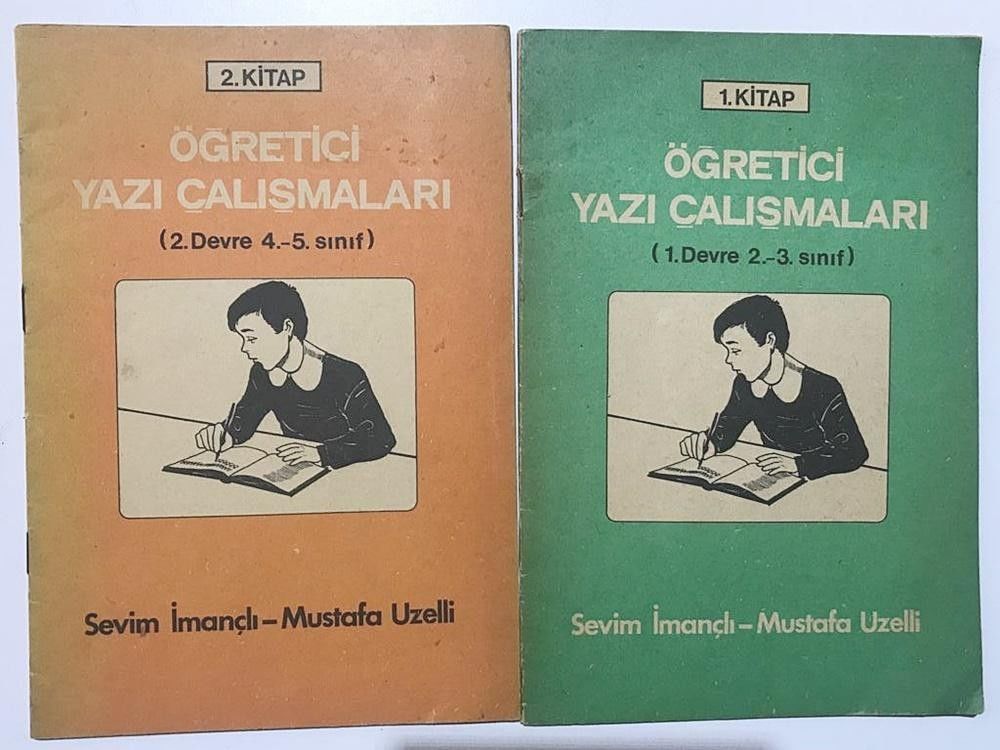 2.KİTAP
ÖĞRETİCİ
YAZI ÇALIŞMALARI
(2.Devre 4.-5. sınıf)
Sevim İmançlı-Mustafa Uzelli
1.KİTAP
ÖĞRETİCİ
YAZI ÇALIŞMALARI
(1.Devre 2.-3. sınıf)
Sevim İmançlı-Mustafa Uzelli